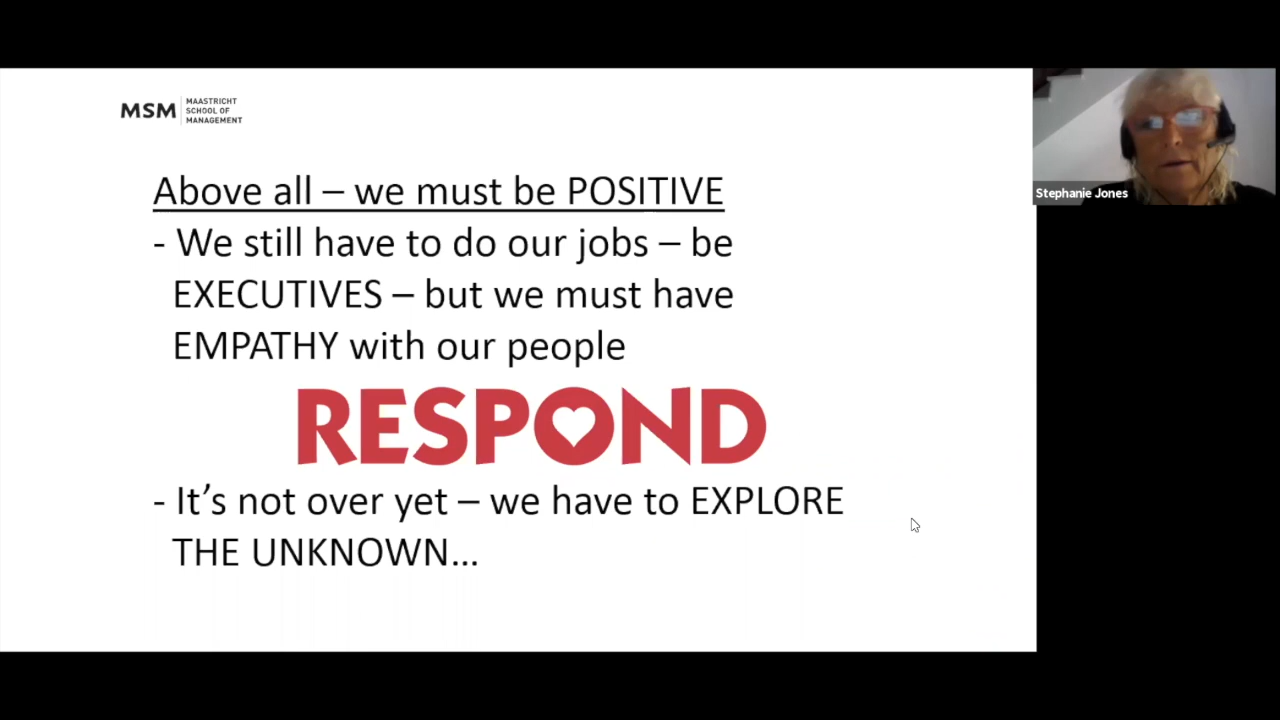 MSM
MAASTRICHT
SCHOOL OF
MANAGEMENT
Stephanie Jones
Above all – we must be POSITIVE
- We still have to do our jobs – be
EXECUTIVES – but we must have
EMPATHY with our people
RESPOND
- It’s not over yet – we have to EXPLORE
THE UNKNOWN...